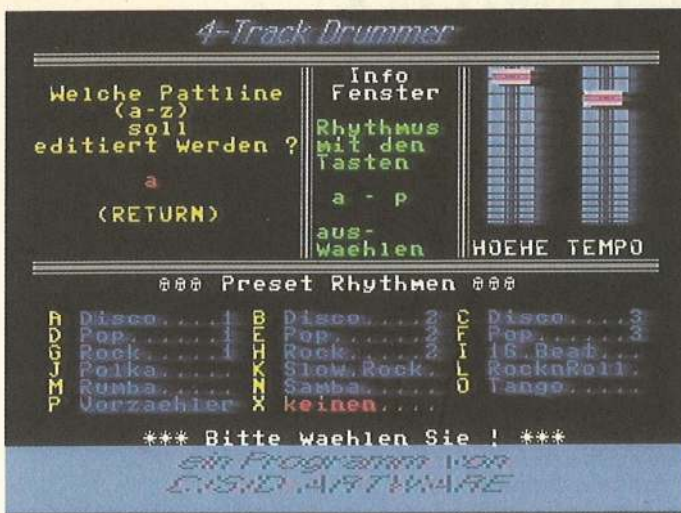 4-Track Drummer
Welche Pattline
(a-z)
soll
editiert werden ?
a
(RETURN)
Info
Fenster
Rhythmus
mit den
Tasten
a - p
aus-
waehlen
HOEHE TEMPO
Preset Rhythmen
A Disco.....1 B Disco.....2 C Disco.....3
D Pop.......1 E Pop.......2 F Pop.......3
G Rock......1 H Rock......2 I 16.Beat...
J Polka..... K Slow.Rock. L RocknRoll.
M Rumba..... N Samba..... O Tango.....
P Vorzaehler X keinen....
*** Bitte waehlen Sie ! ***
ein Programm von
C.S.J.D .ARTWARE